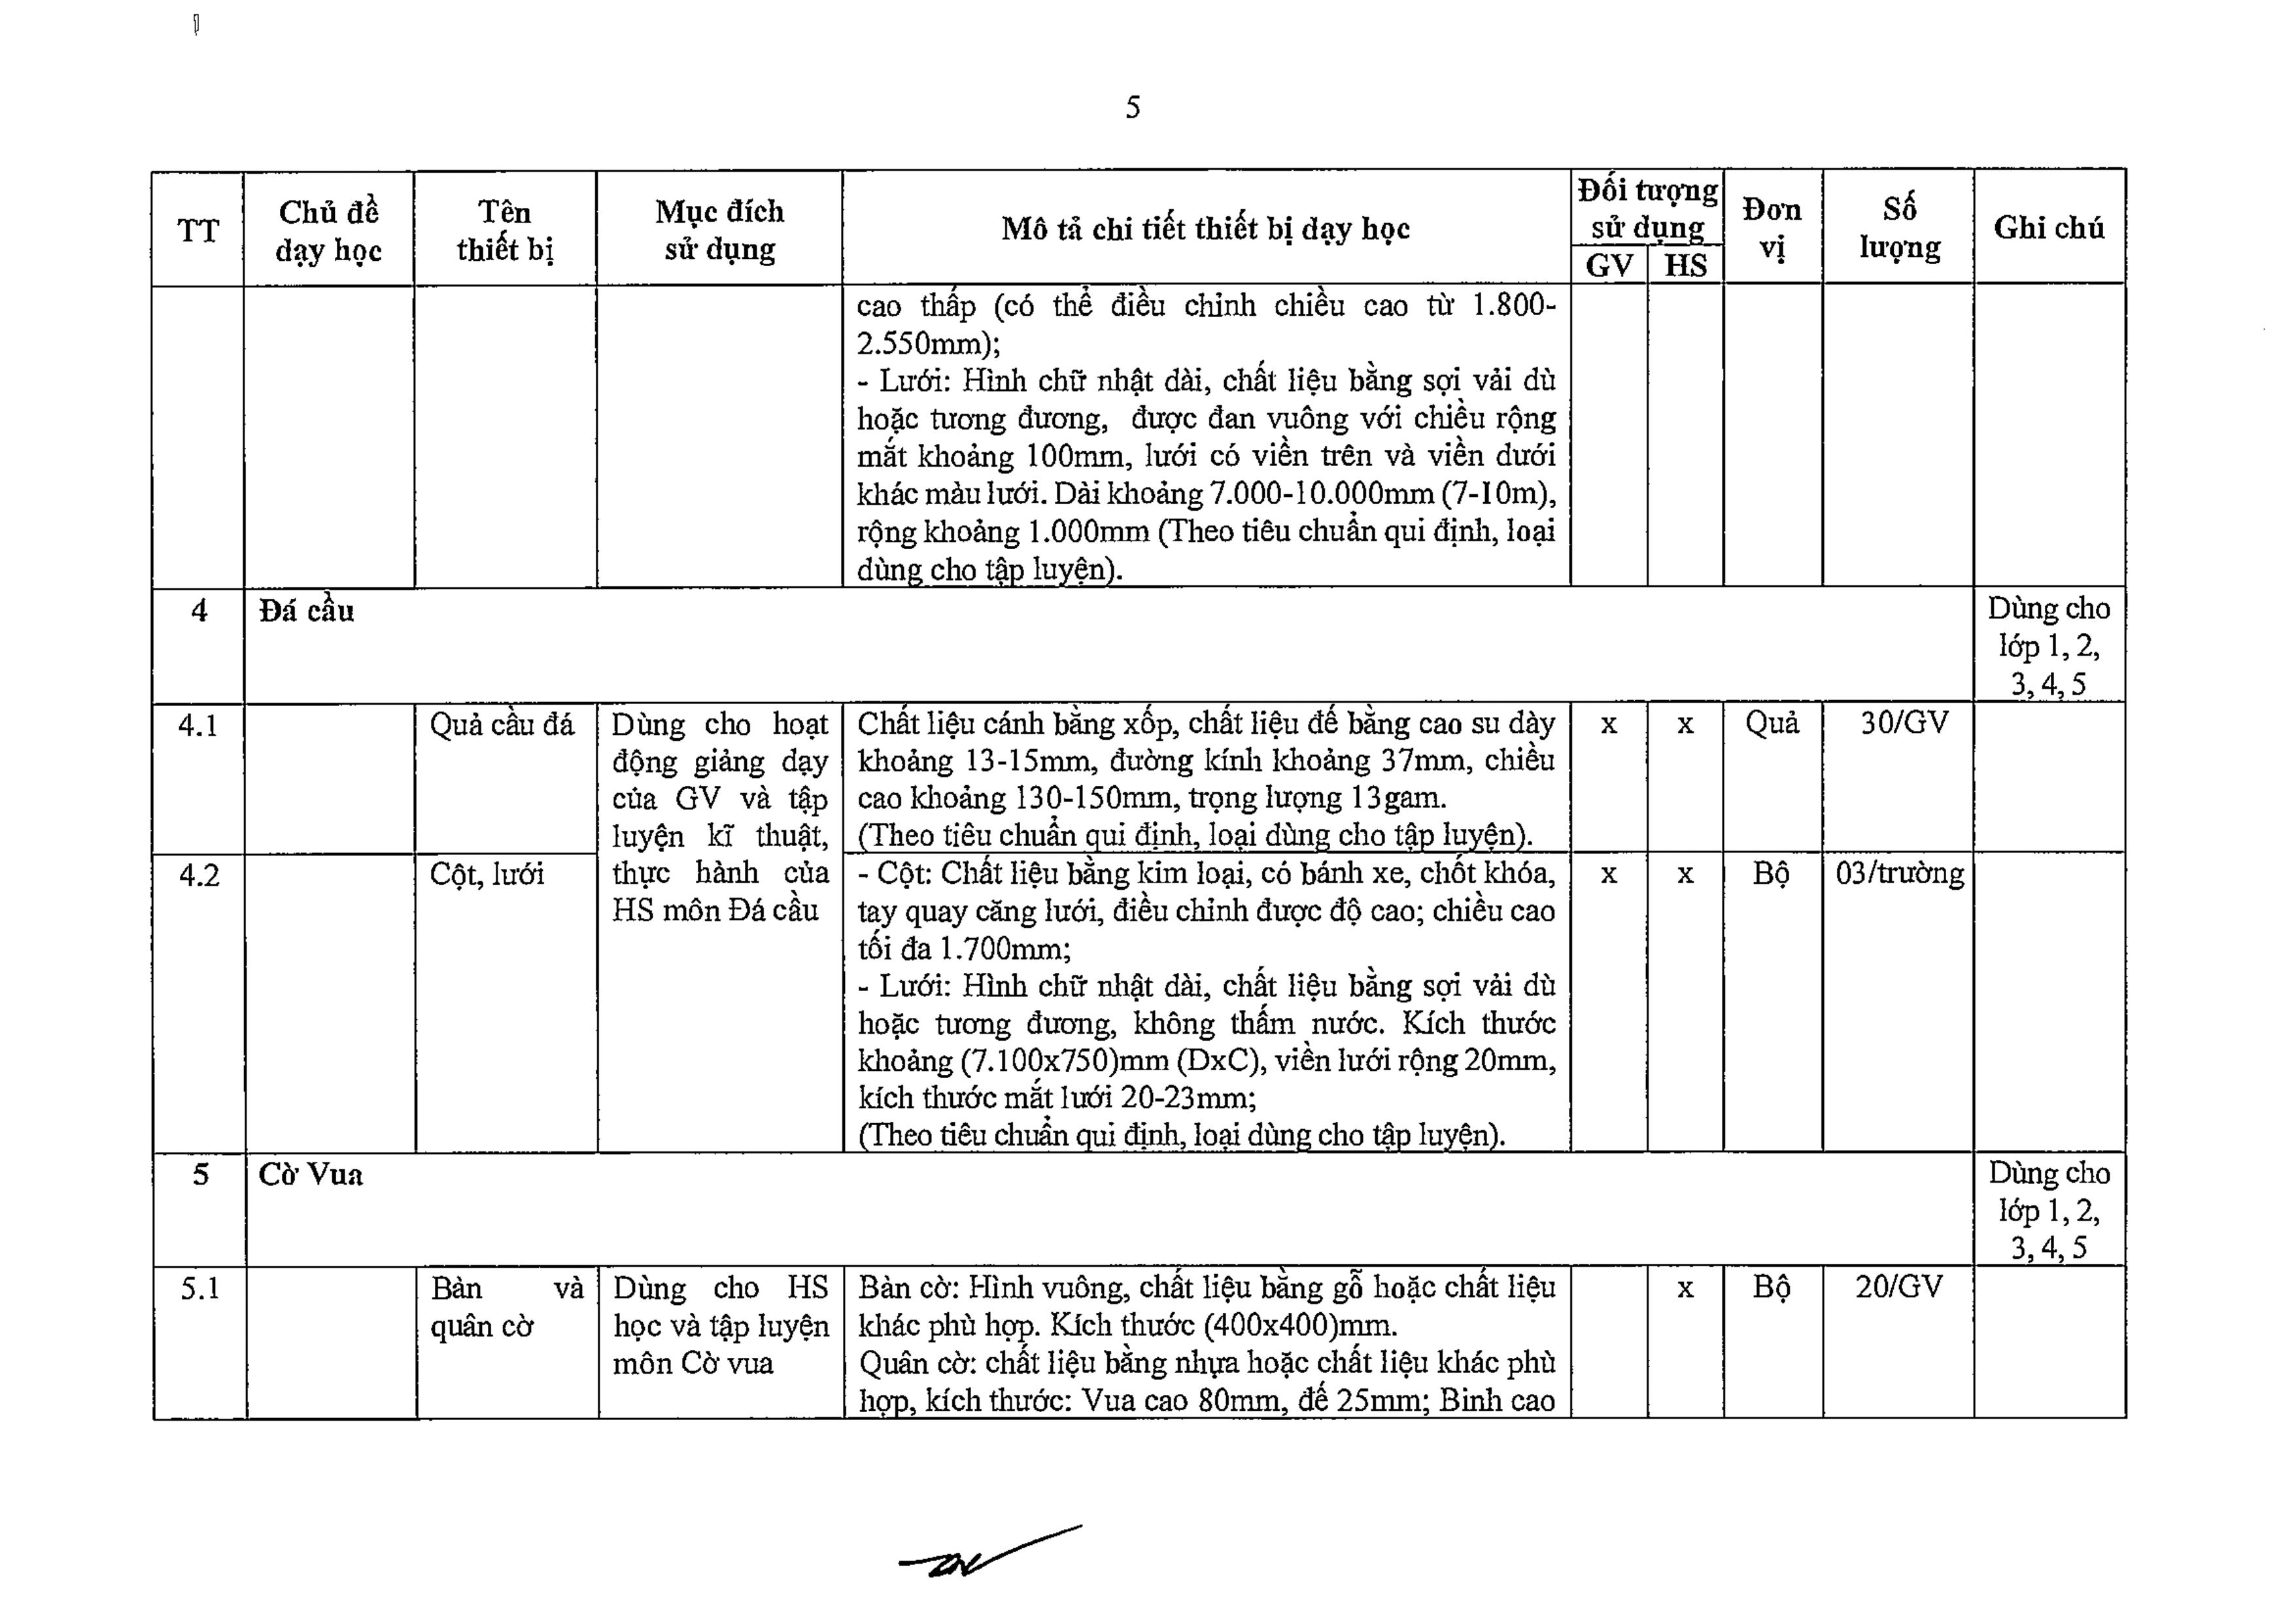 5
TT
Chủ đề
dạy học
Tên
thiết bị
Mục đích
sử dụng
Mô tả chi tiết thiết bị dạy học
Đối tượng
sử dụng
GV HS
Đơn
vị
Số
lượng
Ghi chú
cao thấp (có thể điều chỉnh chiều cao từ 1.800-
2.550mm);
- Lưới: Hình chữ nhật dài, chất liệu bằng sợi vải dù
hoặc tương đương, được đan vuông với chiều rộng
mắt khoảng 100mm, lưới có viền trên và viền dưới
khác màu lưới. Dài khoảng 7.000-10.000mm (7-10m),
rộng khoảng 1.000mm (Theo tiêu chuẩn qui định, loại
dùng cho tập luyện).
4 Đá cầu
Dùng cho
lớp 1, 2,
3, 4, 5
4.1
Quả cầu đá
Dùng cho hoạt
động giảng dạy
của GV và tập
luyện kĩ thuật,
thực hành của
HS môn Đá cầu
Chất liệu cánh bằng xốp, chất liệu đế bằng cao su dày
khoảng 13-15mm, đường kính khoảng 37mm, chiều
cao khoảng 130-150mm, trọng lượng 13gam.
(Theo tiêu chuẩn qui định, loại dùng cho tập luyện).
x x Quả 30/GV
4.2
Cột, lưới
- Cột: Chất liệu bằng kim loại, có bánh xe, chốt khóa,
tay quay căng lưới, điều chỉnh được độ cao; chiều cao
tối đa 1.700mm;
- Lưới: Hình chữ nhật dài, chất liệu bằng sợi vải dù
hoặc tương đương, không thấm nước. Kích thước
khoảng (7.100x750)mm (DxC), viền lưới rộng 20mm,
kích thước mắt lưới 20-23mm;
(Theo tiêu chuẩn qui định, loại dùng cho tập luyện).
x x Bộ 03/trường
5 Cờ Vua
Dùng cho
lớp 1, 2,
3, 4, 5
5.1
Bàn và
quân cờ
Dùng cho HS
học và tập luyện
môn Cờ vua
Bàn cờ: Hình vuông, chất liệu bằng gỗ hoặc chất liệu
khác phù hợp. Kích thước (400x400)mm.
Quân cờ: chất liệu bằng nhựa hoặc chất liệu khác phù
hợp, kích thước: Vua cao 80mm, đế 25mm; Binh cao
x Bộ 20/GV